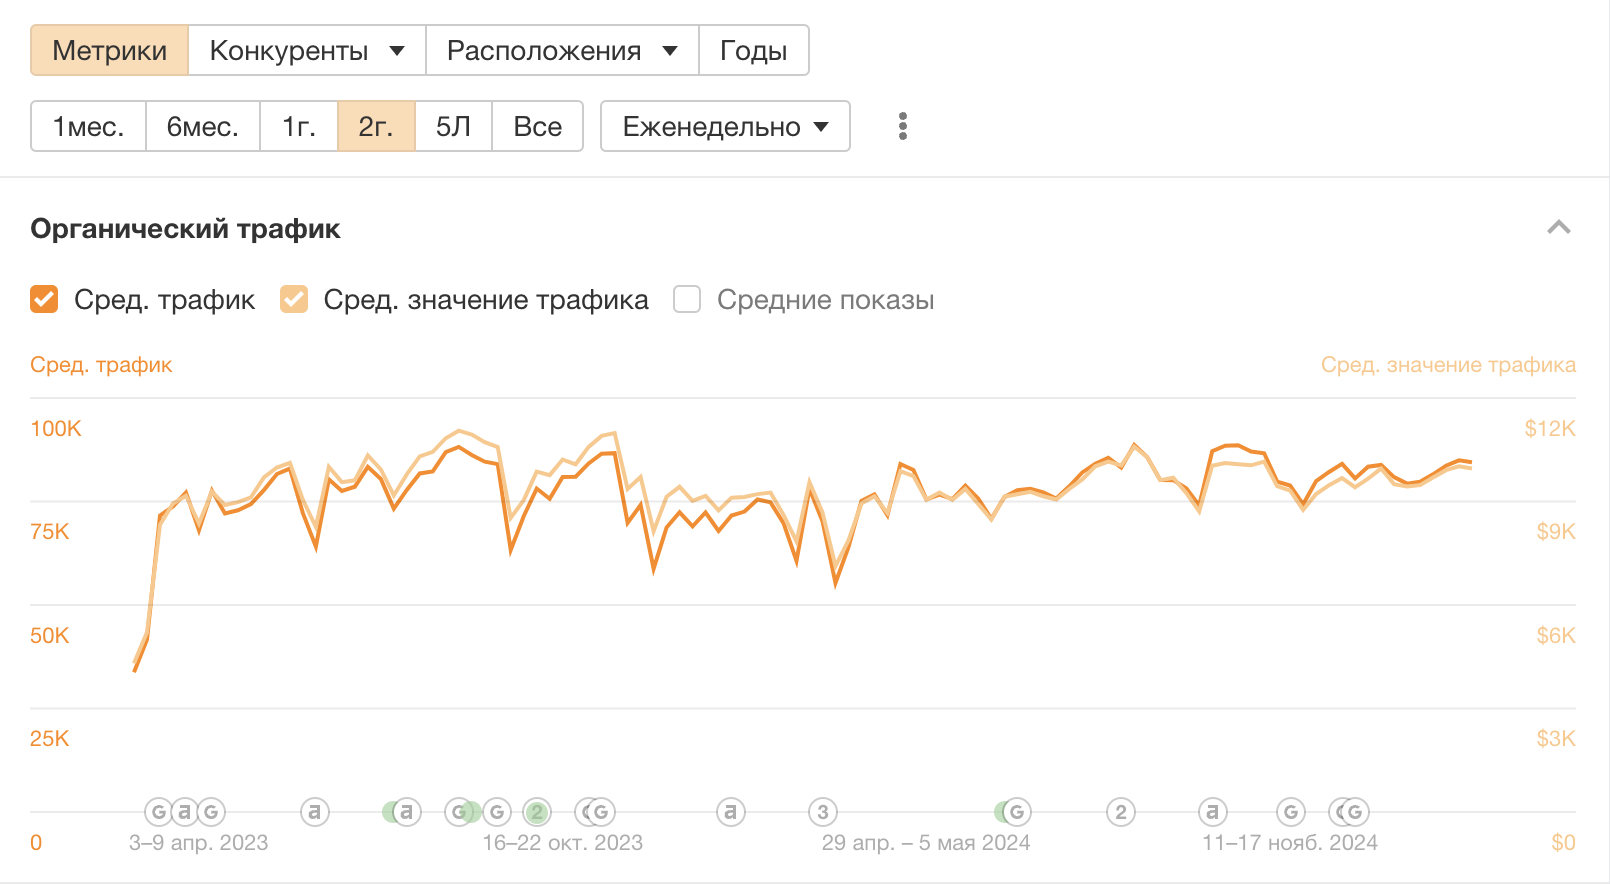 Метрики Конкуренты Расположения Годы
1мес. 6мес. 1г. 2г. 5Л Все Еженедельно
Органический трафик
Сред. трафик Сред. значение трафика Средние показы
Сред. трафик Сред. значение трафика
100K $12K
75K $9K
50K $6K
25K $3K
G a G a a G G 2 G a 3 G 2 a G G
0 3–9 апр. 2023 16–22 окт. 2023 29 апр. – 5 мая 2024 11–17 нояб. 2024 $0